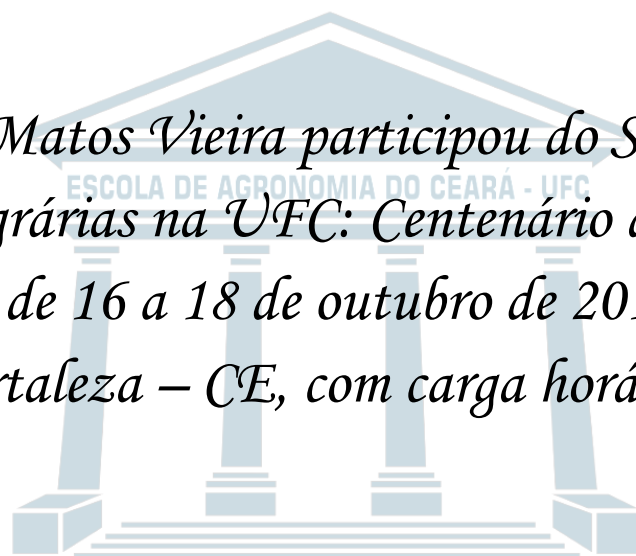 Matos Vieira participou do S
ESCOLA DE AGRONOMIA DO CEARÁ - UFC
grárias na UFC: Centenário
de 16 a 18 de outubro de 201
rtaleza – CE, com carga horá